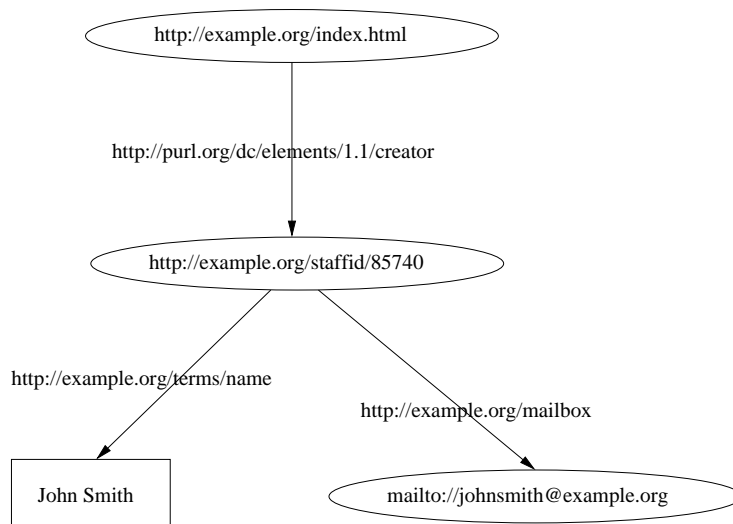 http://example.org/index.html
http://purl.org/dc/elements/1.1/creator
http://example.org/staffid/85740
http://example.org/terms/name
http://example.org/mailbox
John Smith
mailto://johnsmith@example.org